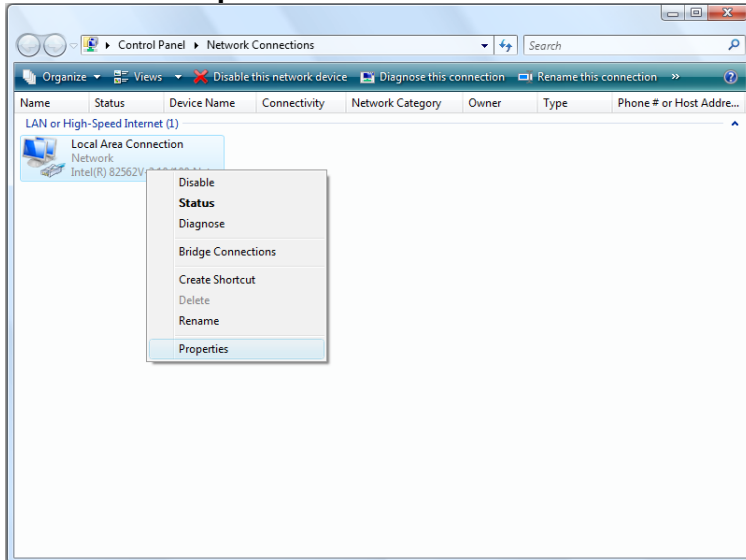 Control Panel ▸ Network Connections
Search
Organize Views Disable this network device Diagnose this connection Rename this connection »
Name Status Device Name Connectivity Network Category Owner Type Phone # or Host Addre...
LAN or High-Speed Internet (1)
Local Area Connection
Network
Intel(R) 82562V
Disable
Status
Diagnose
Bridge Connections
Create Shortcut
Delete
Rename
Properties